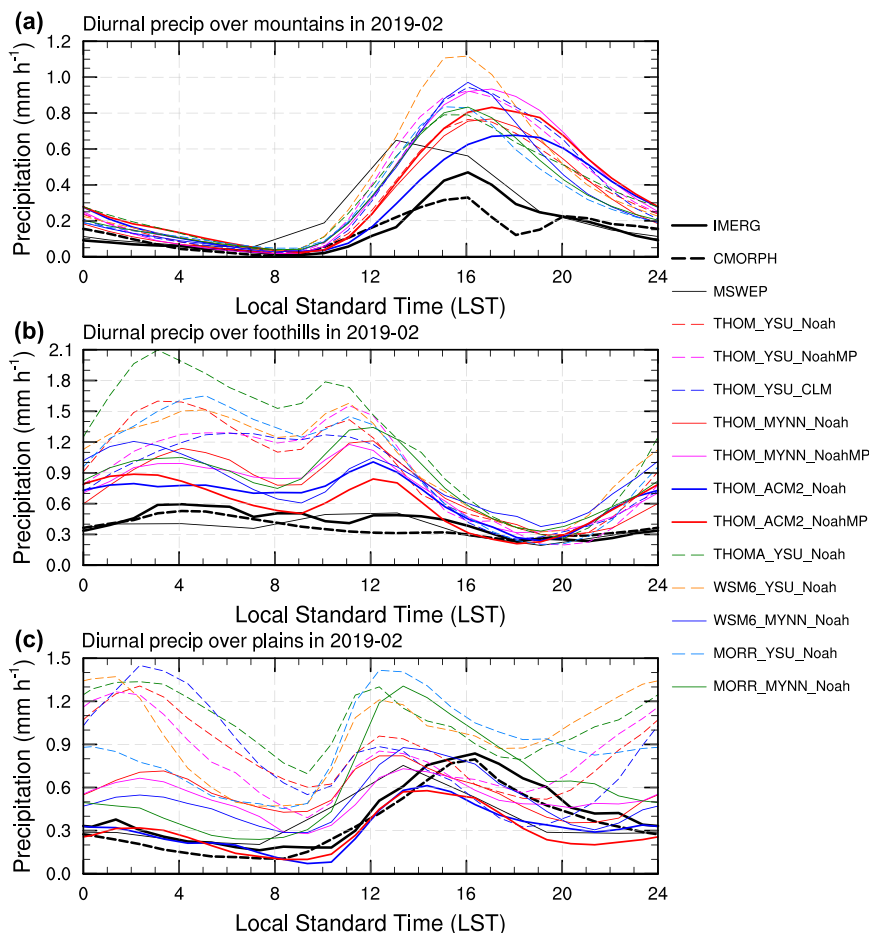 (a) Diurnal precip over mountains in 2019-02
Precipitation (mm h⁻¹)
1.2
1.0
0.8
0.6
0.4
0.2
0.0
0 4 8 12 16 20 24
Local Standard Time (LST)
(b) Diurnal precip over foothills in 2019-02
Precipitation (mm h⁻¹)
2.1
1.8
1.5
1.2
0.9
0.6
0.3
0.0
0 4 8 12 16 20 24
Local Standard Time (LST)
(c) Diurnal precip over plains in 2019-02
Precipitation (mm h⁻¹)
1.5
1.2
0.9
0.6
0.3
0.0
0 4 8 12 16 20 24
Local Standard Time (LST)
IMERG
CMORPH
MSWEP
THOM_YSU_Noah
THOM_YSU_NoahMP
THOM_YSU_CLM
THOM_MYNN_Noah
THOM_MYNN_NoahMP
THOM_ACM2_Noah
THOM_ACM2_NoahMP
THOMA_YSU_Noah
WSM6_YSU_Noah
WSM6_MYNN_Noah
MORR_YSU_Noah
MORR_MYNN_Noah